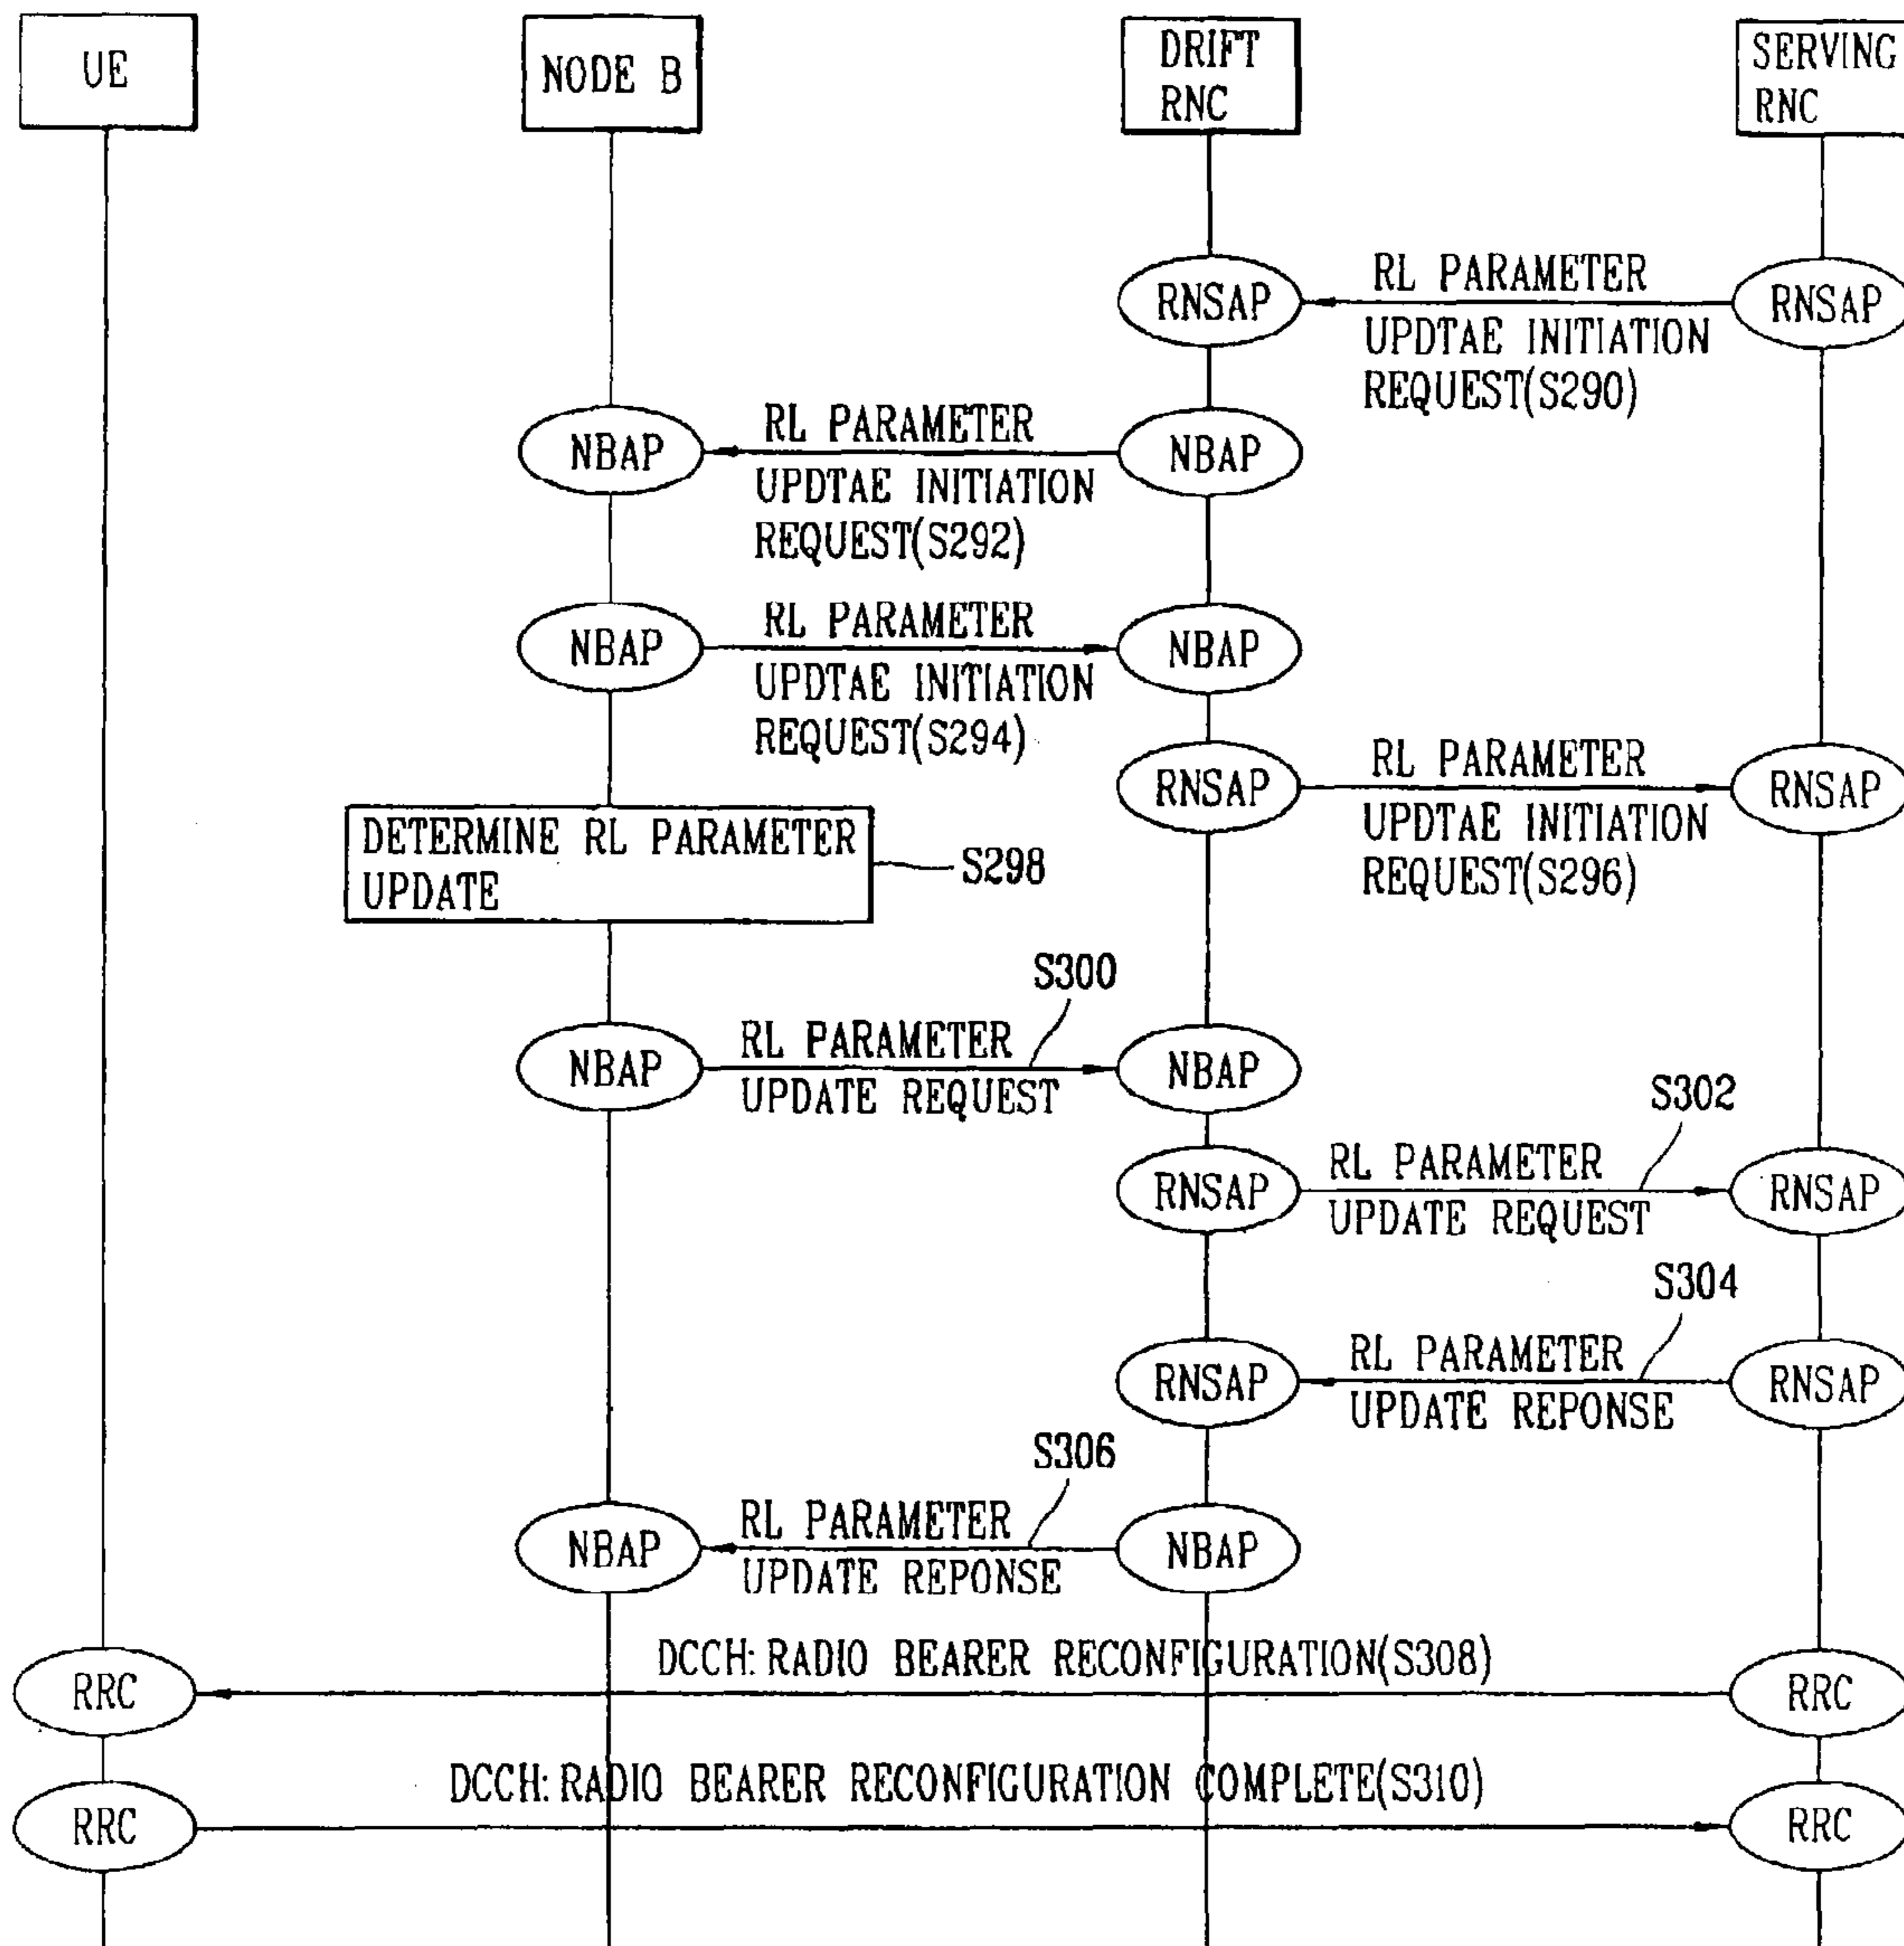 UE
NODE B
DRIFT
RNC
SERVING
RNC
RNSAP
RL PARAMETER
UPDTAE INITIATION
REQUEST(S290)
RNSAP
NBAP
RL PARAMETER
UPDTAE INITIATION
REQUEST(S292)
NBAP
NBAP
RL PARAMETER
UPDTAE INITIATION
REQUEST(S294)
NBAP
RNSAP
RL PARAMETER
UPDTAE INITIATION
REQUEST(S296)
RNSAP
DETERMINE RL PARAMETER
UPDATE
S298
S300
NBAP
RL PARAMETER
UPDATE REQUEST
NBAP
S302
RNSAP
RL PARAMETER
UPDATE REQUEST
RNSAP
S304
RNSAP
RL PARAMETER
UPDATE REPONSE
RNSAP
S306
NBAP
RL PARAMETER
UPDATE REPONSE
NBAP
DCCH: RADIO BEARER RECONFIGURATION(S308)
RRC
RRC
DCCH: RADIO BEARER RECONFIGURATION COMPLETE(S310)
RRC
RRC